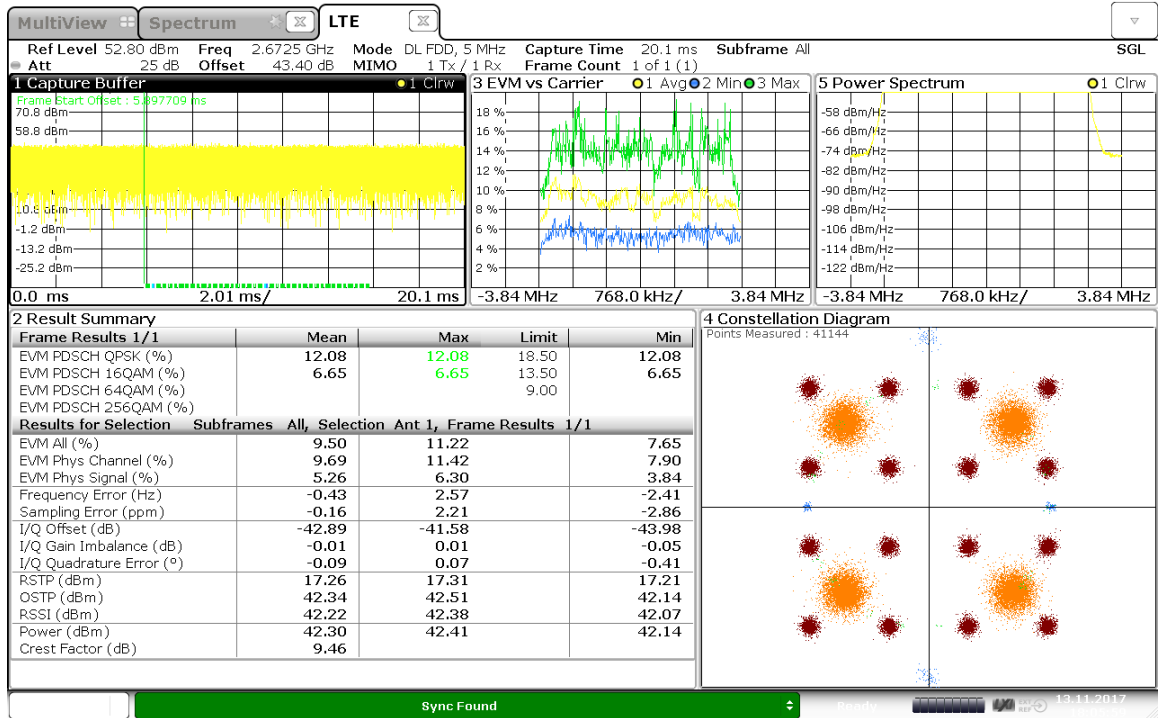 MultiView Spectrum LTE
Ref Level 52.80 dBm Freq 2.6725 GHz Mode DL FDD, 5 MHz Capture Time 20.1 ms Subframe All SGL
Att 25 dB Offset 43.40 dB MIMO 1 Tx / 1 Rx Frame Count 1 of 1 (1)
1 Capture Buffer 1 Clrw
Frame Start Offset : 5.897709 ms
70.8 dBm
58.8 dBm
-1.2 dBm
-13.2 dBm
-25.2 dBm
0.0 ms 2.01 ms/ 20.1 ms
3 EVM vs Carrier 1 Avg 2 Min 3 Max
18 %
16 %
14 %
12 %
10 %
8 %
6 %
4 %
2 %
-3.84 MHz 768.0 kHz/ 3.84 MHz
5 Power Spectrum 1 Clrw
-58 dBm/Hz
-66 dBm/Hz
-74 dBm/Hz
-82 dBm/Hz
-90 dBm/Hz
-98 dBm/Hz
-106 dBm/Hz
-114 dBm/Hz
-122 dBm/Hz
-3.84 MHz 768.0 kHz/ 3.84 MHz
2 Result Summary
Frame Results 1/1 Mean Max Limit Min
EVM PDSCH QPSK (%) 12.08 12.08 18.50 12.08
EVM PDSCH 16QAM (%) 6.65 6.65 13.50 6.65
EVM PDSCH 64QAM (%) 9.00
EVM PDSCH 256QAM (%)
Results for Selection Subframes All, Selection Ant 1, Frame Results 1/1
EVM All (%) 9.50 11.22 7.65
EVM Phys Channel (%) 9.69 11.42 7.90
EVM Phys Signal (%) 5.26 6.30 3.84
Frequency Error (Hz) -0.43 2.57 -2.41
Sampling Error (ppm) -0.16 2.21 -2.86
I/Q Offset (dB) -42.89 -41.58 -43.98
I/Q Gain Imbalance (dB) -0.01 0.01 -0.05
I/Q Quadrature Error (º) -0.09 0.07 -0.41
RSTP (dBm) 17.26 17.31 17.21
OSTP (dBm) 42.34 42.51 42.14
RSSI (dBm) 42.22 42.38 42.07
Power (dBm) 42.30 42.41 42.14
Crest Factor (dB) 9.46
4 Constellation Diagram
Points Measured : 41144
Sync Found
Ready
LXI
13.11.2017